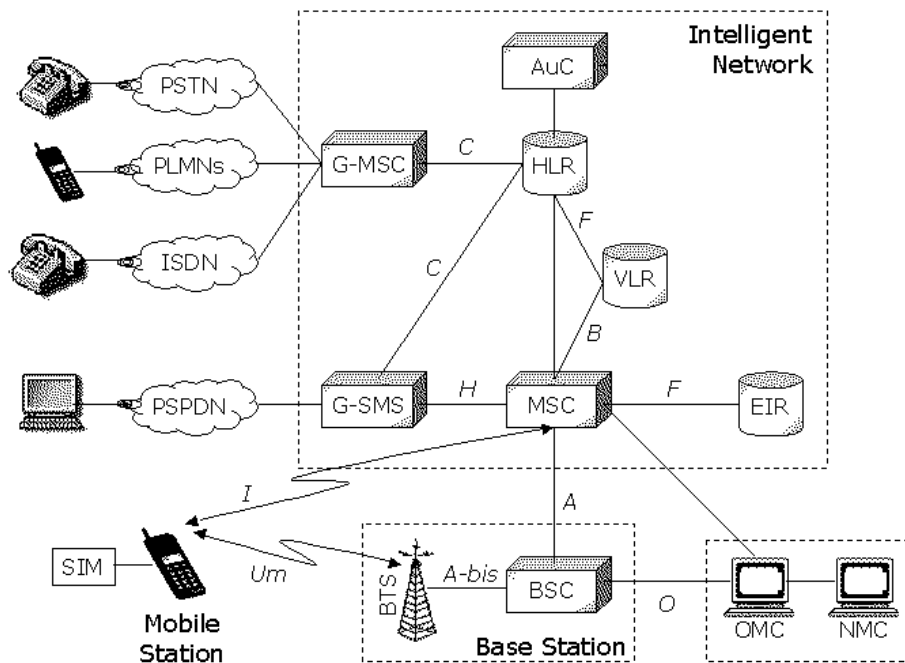 Intelligent
Network
AuC
PSTN
PLMNs
G-MSC
C
HLR
F
ISDN
C
VLR
B
PSPDN
G-SMS
H
MSC
F
EIR
I
A
SIM
Um
BTS
A-bis
BSC
O
OMC
NMC
Mobile
Station
Base Station